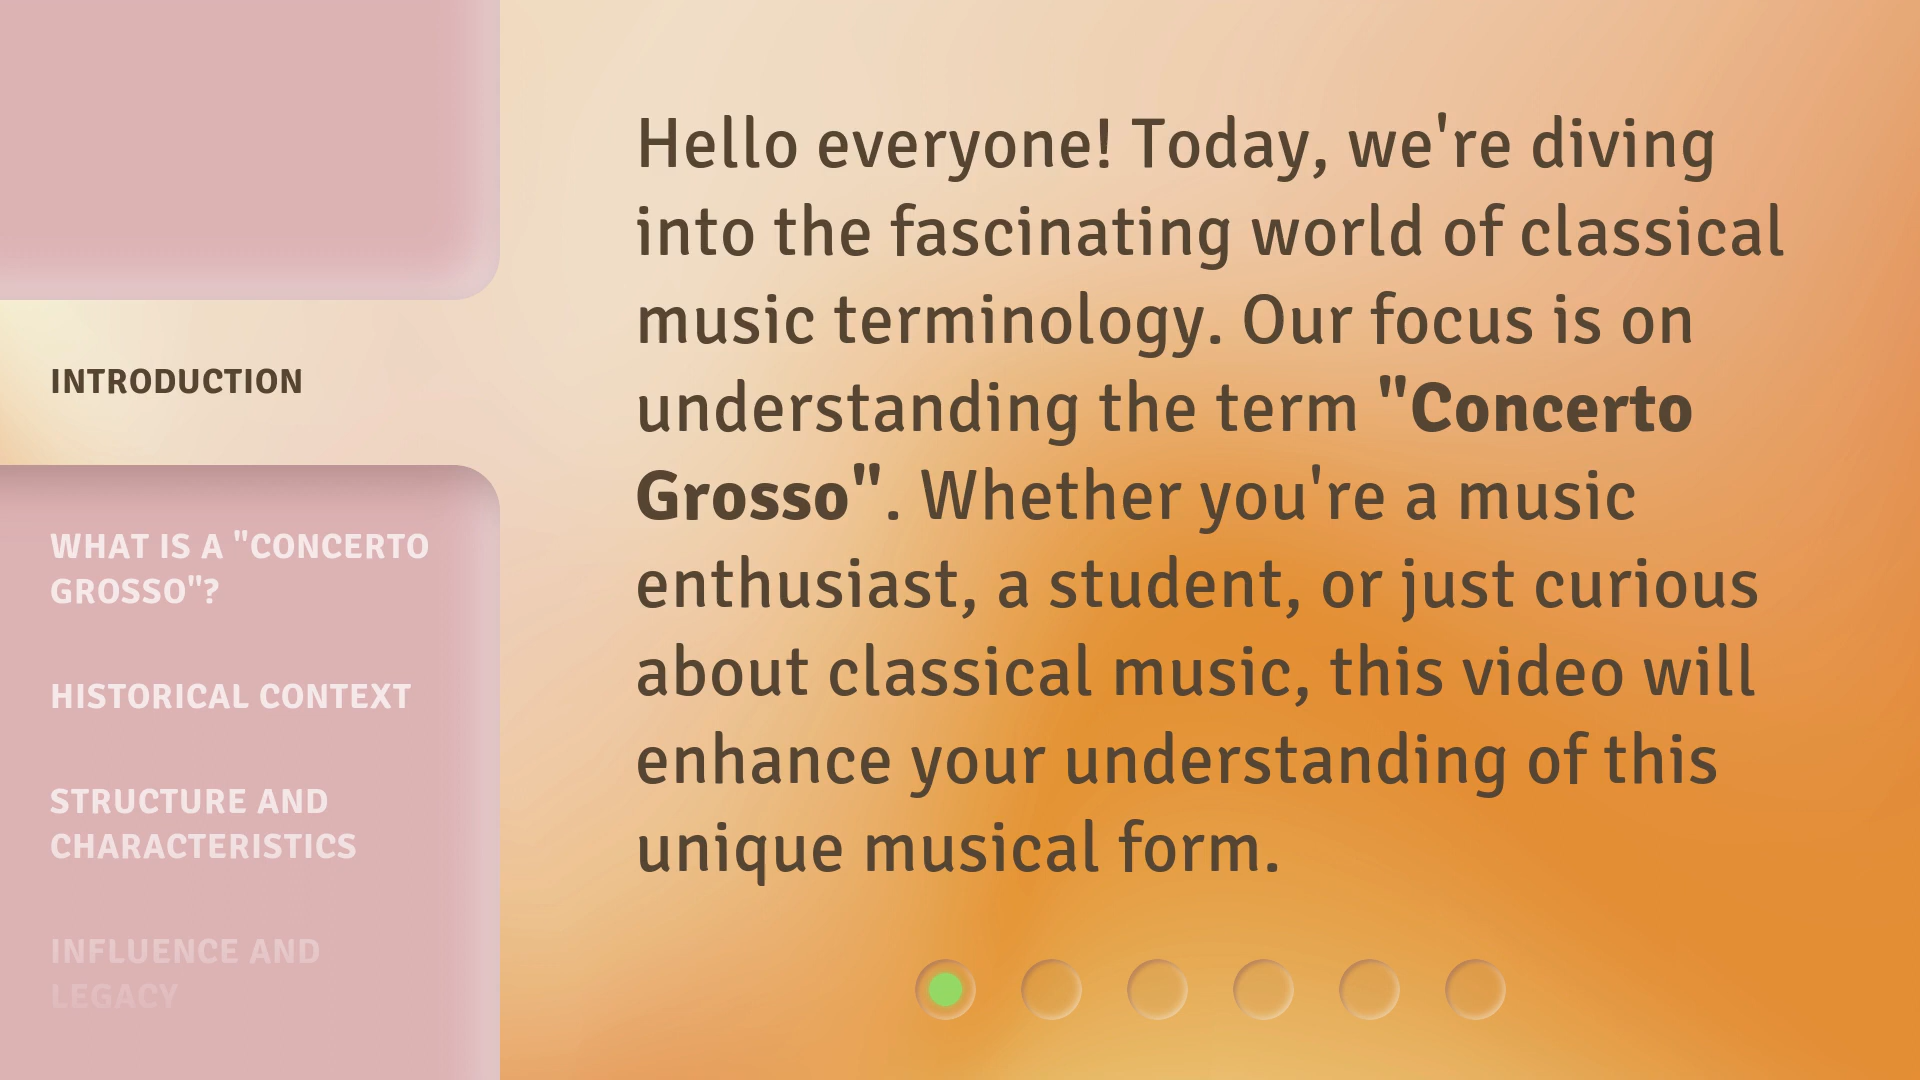 INTRODUCTION
WHAT IS A "CONCERTO
GROSSO"?
HISTORICAL CONTEXT
STRUCTURE AND
CHARACTERISTICS
INFLUENCE AND
LEGACY
Hello everyone! Today, we're diving
into the fascinating world of classical
music terminology. Our focus is on
understanding the term "Concerto
Grosso". Whether you're a music
enthusiast, a student, or just curious
about classical music, this video will
enhance your understanding of this
unique musical form.